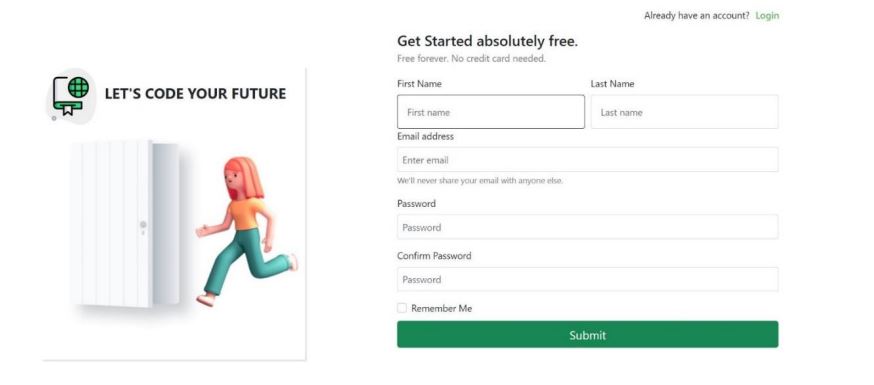 Already have an account? Login
LET'S CODE YOUR FUTURE
Get Started absolutely free.
Free forever. No credit card needed.
First Name Last Name
First name Last name
Email address
Enter email
We'll never share your email with anyone else.
Password
Password
Confirm Password
Password
Remember Me
Submit